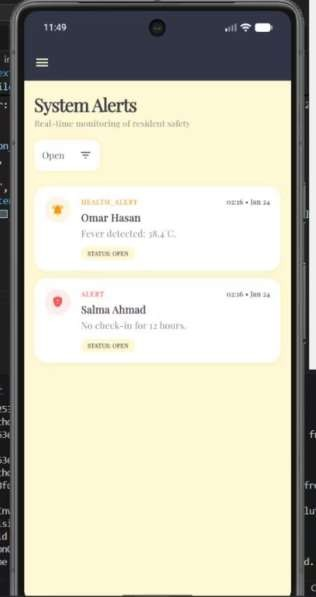 11:49
System Alerts
Real-time monitoring of resident safety
Open
HEALTH_ALERT
02:16 • Jan 24
Omar Hasan
Fever detected: 38.4 C.
STATUS: OPEN
ALERT
02:16 • Jan 24
Salma Ahmad
No check-in for 12 hours.
STATUS: OPEN